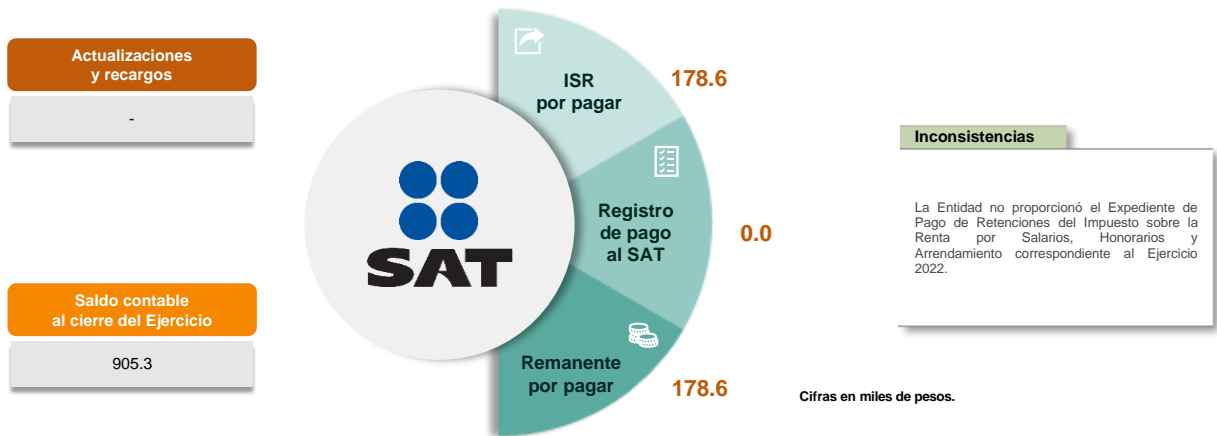 Actualizaciones
y recargos
-
Saldo contable
al cierre del Ejercicio
905.3
SAT
ISR
por pagar
178.6
Registro
de pago
al SAT
0.0
Remanente
por pagar
178.6
Inconsistencias
La Entidad no proporcionó el Expediente de
Pago de Retenciones del Impuesto sobre la
Renta por Salarios, Honorarios y
Arrendamiento correspondiente al Ejercicio
2022.
Cifras en miles de pesos.